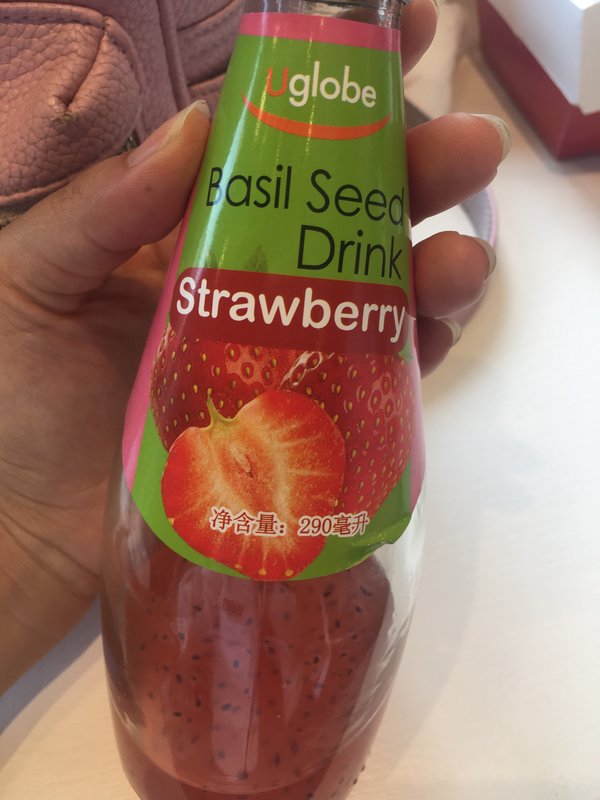 Uglobe
Basil Seed
Drink
Strawberry
净含量：290毫升